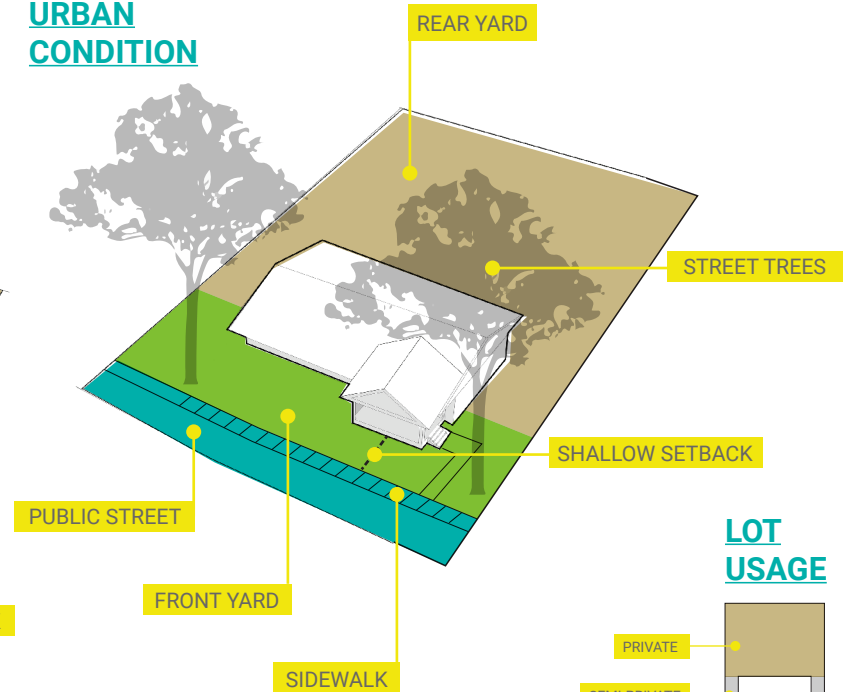 URBAN
CONDITION
REAR YARD
STREET TREES
SHALLOW SETBACK
PUBLIC STREET
FRONT YARD
SIDEWALK
LOT
USAGE
PRIVATE